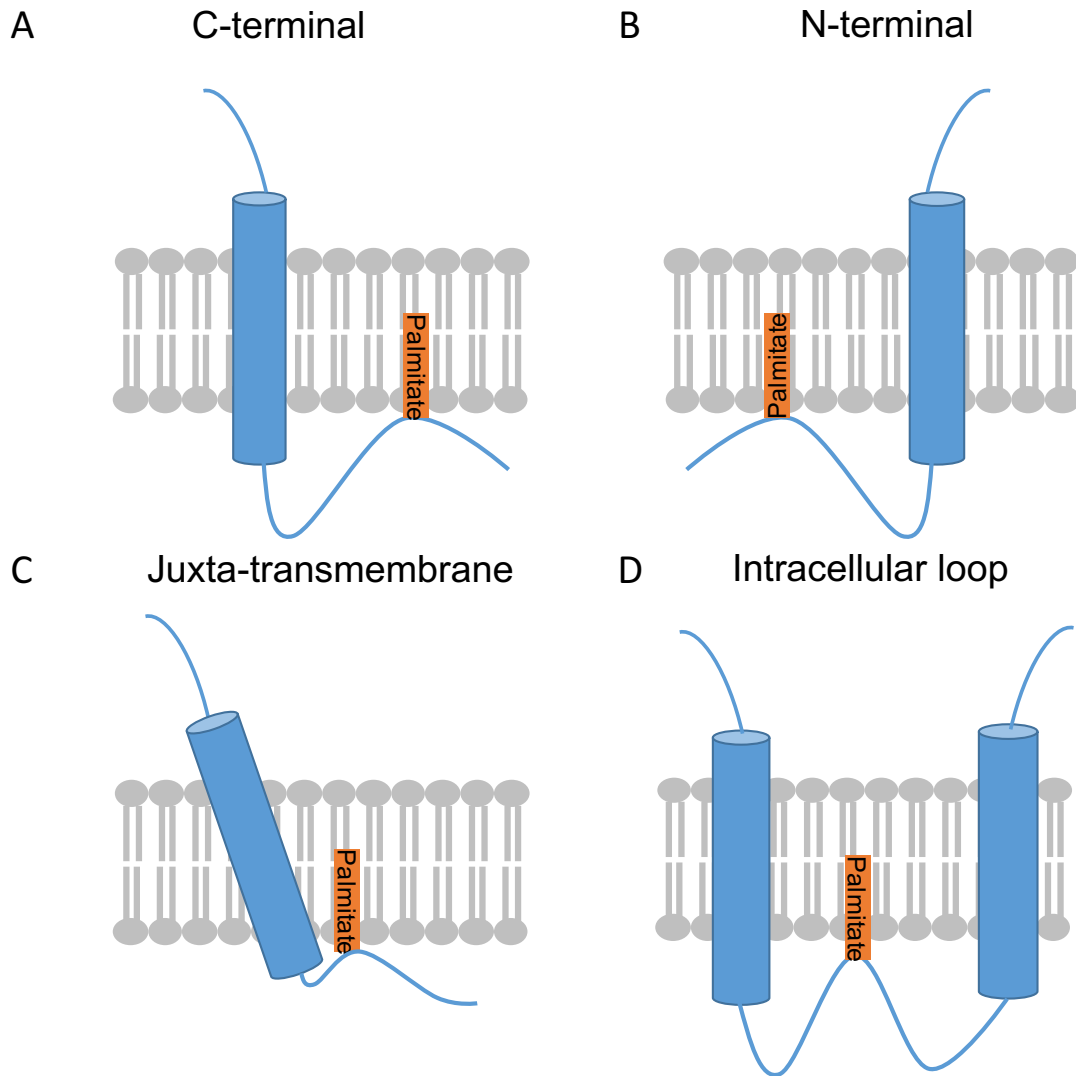 A
C-terminal
B
N-terminal
Palmitate
Palmitate
C
Juxta-transmembrane
D
Intracellular loop
Palmitate
Palmitate